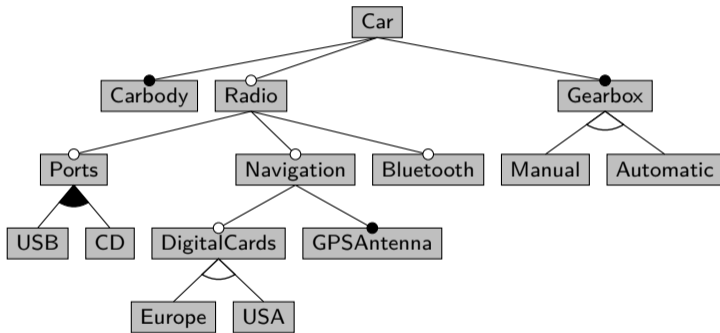 Car
Carbody Radio Gearbox
Ports Navigation Bluetooth Manual Automatic
USB CD DigitalCards GPSAntenna
Europe USA